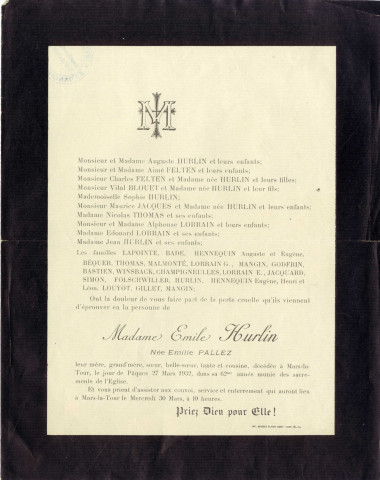 Monsieur et Madame Auguste HURLIN et leurs enfants;
Monsieur et Madame Aimé FELTEN et leurs enfants;
Monsieur Charles FELTEN et Madame née HURLIN et leurs filles;
Monsieur Vital BLOUET et Madame née HURLIN et leur fils;
Mademoiselle Sophie HURLIN;
Monsieur Maurice JACQUES et Madame née HURLIN et leurs enfants;
Madame Nicolas THOMAS et ses enfants;
Monsieur et Madame Alphonse LORRAIN et leurs enfants;
Madame Edouard LORRAIN et ses enfants;
Madame Jean HURLIN et ses enfants;
Les familles LAPOINTE, BADE, HENNEQUIN Auguste et Eugène,
BÉQUER, THOMAS, MALMONTÉ, LORRAIN G., MANGIN, GODFRIN,
BASTIEN, WINSBACK, CHAMPIGNEULLES, LORRAIN E., JACQUARD,
SIMON, FOLSCHWILLER, HURLIN, HENNEQUIN Eugène, Henri et
Léon, LOUYOT, GILLET, MANGIN;
Ont la douleur de vous faire part de la perte cruelle qu'ils viennent
d'éprouver en la personne de
Madame Emile Hurlin
Née Emilie PALLEZ
leur mère, grand'mère, sœur, belle-sœur, tante et cousine, décédée à Mars-la-
Tour, le jour de Pâques 27 Mars 1932, dans sa 62me année munie des sacre-
ments de l'Eglise.
Et vous prient d'assister aux convoi, service et enterrement qui auront lieu
à Mars-la-Tour le Mercredi 30 Mars, à 10 heures.
Priez Dieu pour Elle!